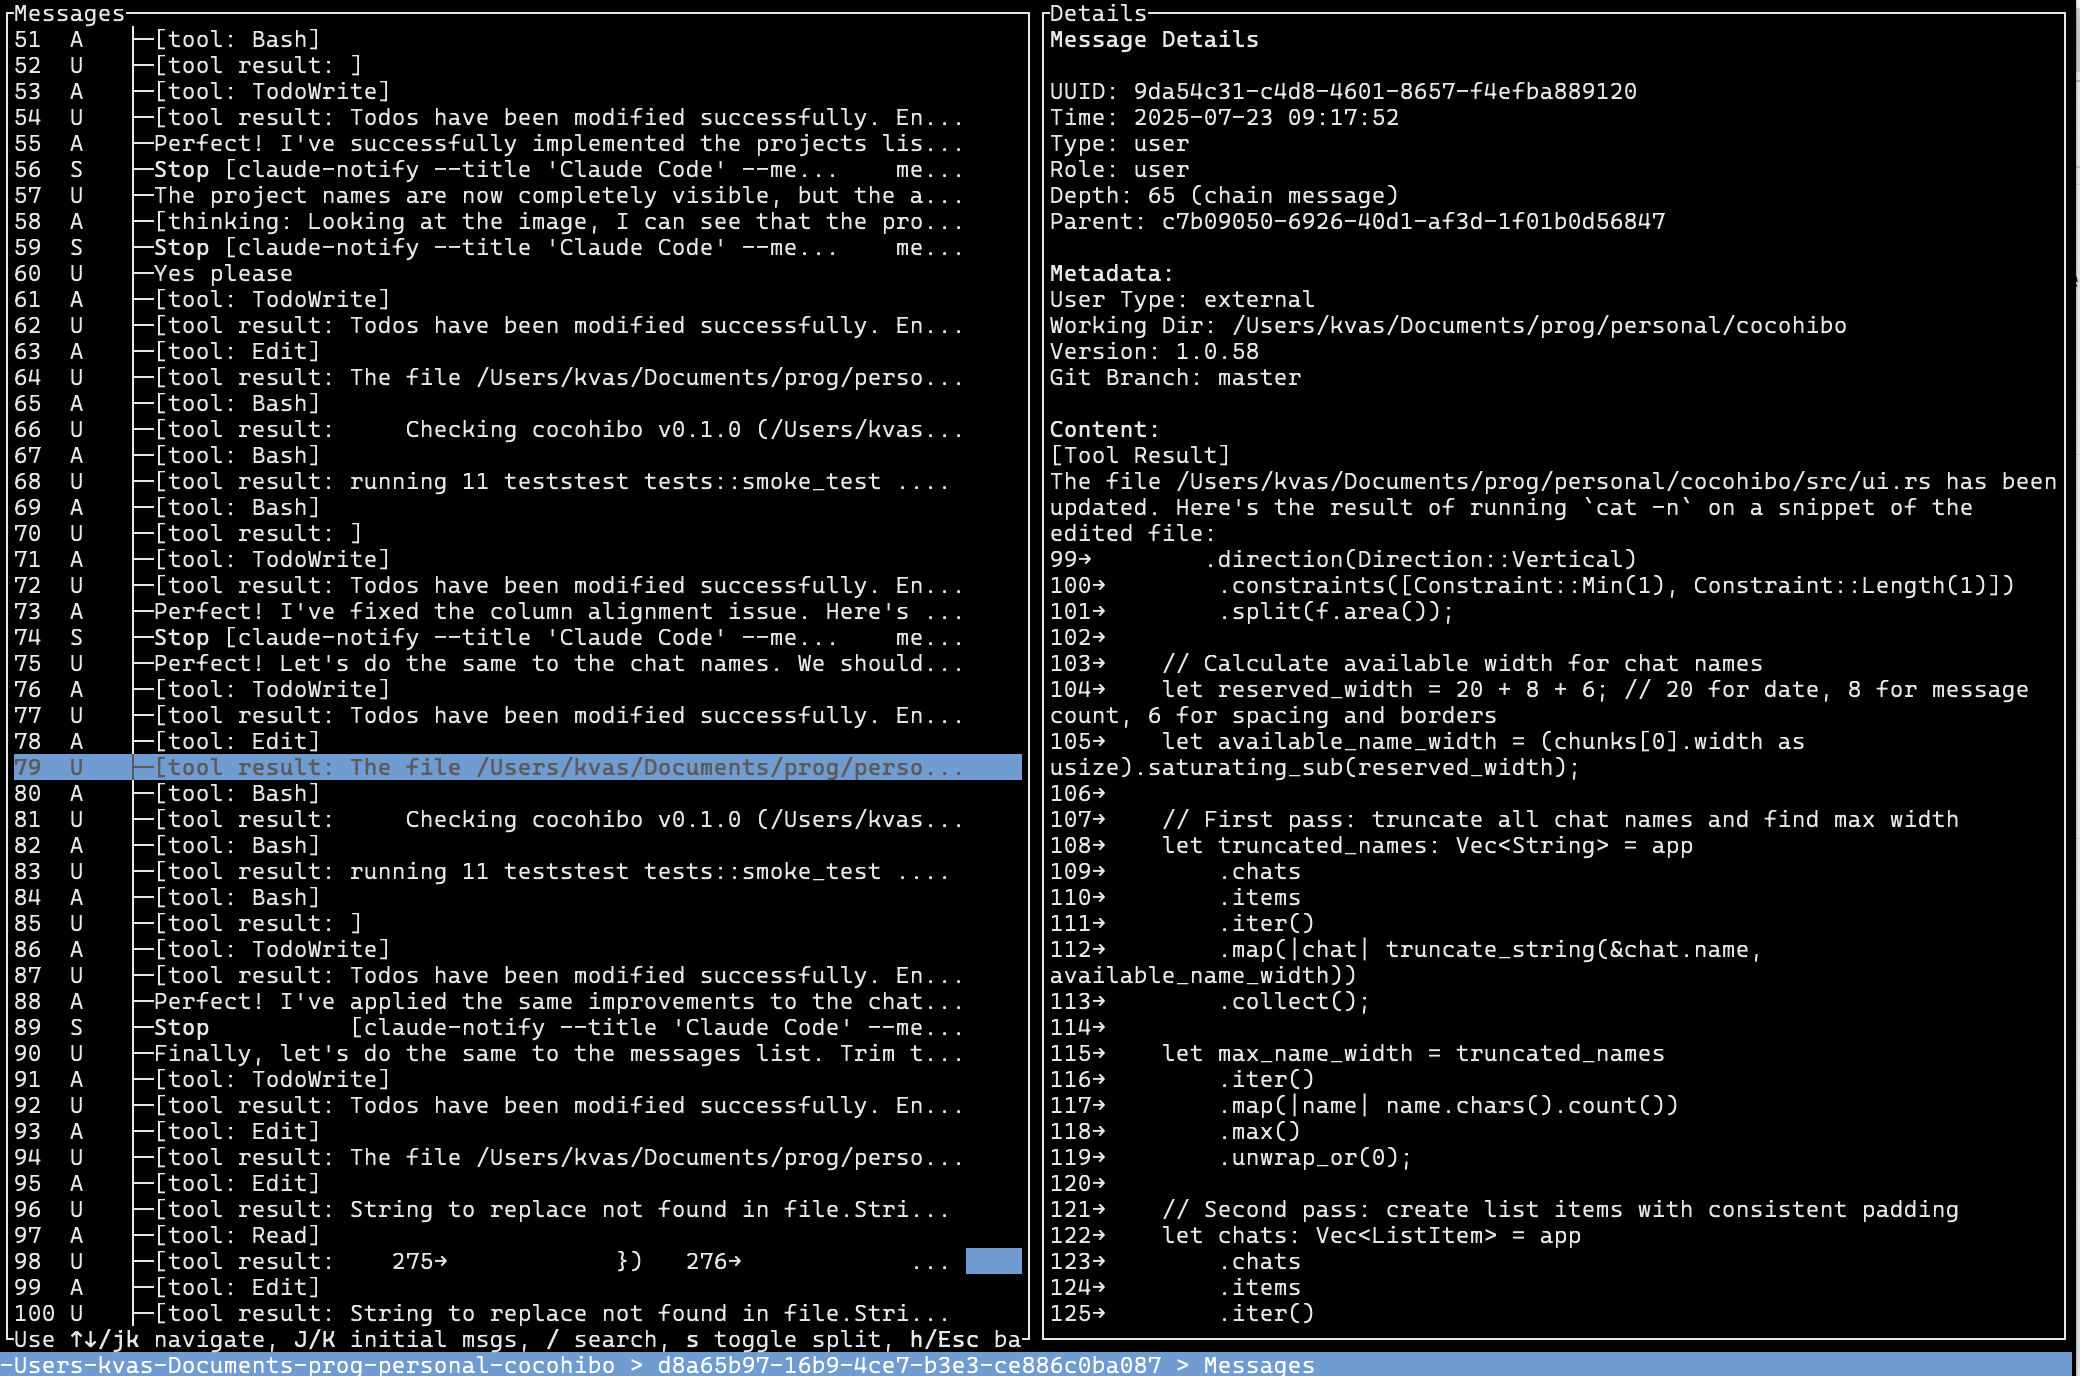 Messages
51  A   ├─[tool: Bash]
52  U   ├─[tool result: ]
53  A   ├─[tool: TodoWrite]
54  U   ├─[tool result: Todos have been modified successfully. En...
55  A   ├─Perfect! I've successfully implemented the projects lis...
56  S   ├─Stop [claude-notify --title 'Claude Code' --me...    me...
57  U   ├─The project names are now completely visible, but the a...
58  A   ├─[thinking: Looking at the image, I can see that the pro...
59  S   ├─Stop [claude-notify --title 'Claude Code' --me...    me...
60  U   ├─Yes please
61  A   ├─[tool: TodoWrite]
62  U   ├─[tool result: Todos have been modified successfully. En...
63  A   ├─[tool: Edit]
64  U   ├─[tool result: The file /Users/kvas/Documents/prog/perso...
65  A   ├─[tool: Bash]
66  U   ├─[tool result:     Checking cocohibo v0.1.0 (/Users/kvas...
67  A   ├─[tool: Bash]
68  U   ├─[tool result: running 11 teststest tests::smoke_test ....
69  A   ├─[tool: Bash]
70  U   ├─[tool result: ]
71  A   ├─[tool: TodoWrite]
72  U   ├─[tool result: Todos have been modified successfully. En...
73  A   ├─Perfect! I've fixed the column alignment issue. Here's ...
74  S   ├─Stop [claude-notify --title 'Claude Code' --me...    me...
75  U   ├─Perfect! Let's do the same to the chat names. We should...
76  A   ├─[tool: TodoWrite]
77  U   ├─[tool result: Todos have been modified successfully. En...
78  A   ├─[tool: Edit]
79  U   ├─[tool result: The file /Users/kvas/Documents/prog/perso...
80  A   ├─[tool: Bash]
81  U   ├─[tool result:     Checking cocohibo v0.1.0 (/Users/kvas...
82  A   ├─[tool: Bash]
83  U   ├─[tool result: running 11 teststest tests::smoke_test ....
84  A   ├─[tool: Bash]
85  U   ├─[tool result: ]
86  A   ├─[tool: TodoWrite]
87  U   ├─[tool result: Todos have been modified successfully. En...
88  A   ├─Perfect! I've applied the same improvements to the chat...
89  S   ├─Stop          [claude-notify --title 'Claude Code' --me...
90  U   ├─Finally, let's do the same to the messages list. Trim t...
91  A   ├─[tool: TodoWrite]
92  U   ├─[tool result: Todos have been modified successfully. En...
93  A   ├─[tool: Edit]
94  U   ├─[tool result: The file /Users/kvas/Documents/prog/perso...
95  A   ├─[tool: Edit]
96  U   ├─[tool result: String to replace not found in file.Stri...
97  A   ├─[tool: Read]
98  U   ├─[tool result:    275→            })   276→            ...
99  A   ├─[tool: Edit]
100 U   ├─[tool result: String to replace not found in file.Stri...
Use ↑↓/jk navigate, J/K initial msgs, / search, s toggle split, h/Esc ba
Details
Message Details
UUID: 9da54c31-c4d8-4601-8657-f4efba889120
Time: 2025-07-23 09:17:52
Type: user
Role: user
Depth: 65 (chain message)
Parent: c7b09050-6926-40d1-af3d-1f01b0d56847
Metadata:
User Type: external
Working Dir: /Users/kvas/Documents/prog/personal/cocohibo
Version: 1.0.58
Git Branch: master
Content:
[Tool Result]
The file /Users/kvas/Documents/prog/personal/cocohibo/src/ui.rs has been
updated. Here's the result of running `cat -n` on a snippet of the
edited file:
99→        .direction(Direction::Vertical)
100→        .constraints([Constraint::Min(1), Constraint::Length(1)])
101→        .split(f.area());
102→
103→    // Calculate available width for chat names
104→    let reserved_width = 20 + 8 + 6; // 20 for date, 8 for message
count, 6 for spacing and borders
105→    let available_name_width = (chunks[0].width as
usize).saturating_sub(reserved_width);
106→
107→    // First pass: truncate all chat names and find max width
108→    let truncated_names: Vec<String> = app
109→        .chats
110→        .items
111→        .iter()
112→        .map(|chat| truncate_string(&chat.name,
available_name_width))
113→        .collect();
114→
115→    let max_name_width = truncated_names
116→        .iter()
117→        .map(|name| name.chars().count())
118→        .max()
119→        .unwrap_or(0);
120→
121→    // Second pass: create list items with consistent padding
122→    let chats: Vec<ListItem> = app
123→        .chats
124→        .items
125→        .iter()
-Users-kvas-Documents-prog-personal-cocohibo > d8a65b97-16b9-4ce7-b3e3-ce886c0ba087 > Messages